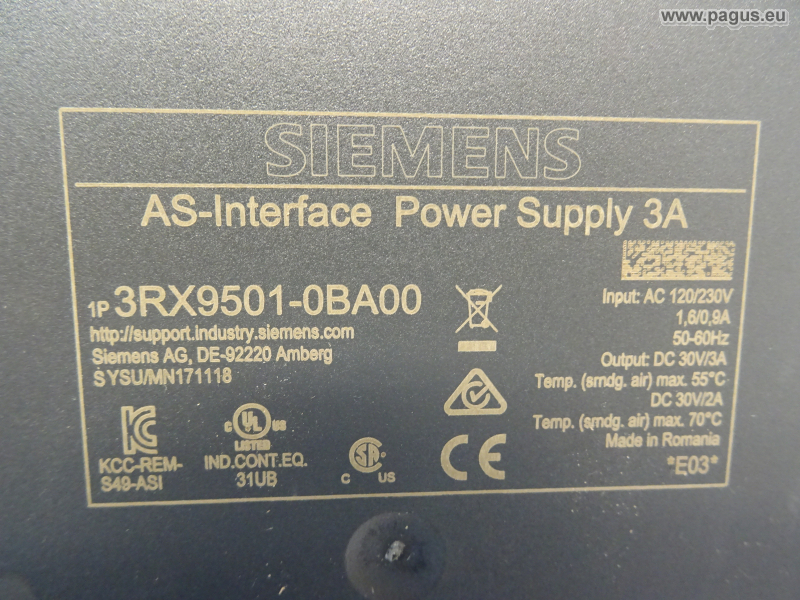 www.pagus.eu
SIEMENS
AS-Interface Power Supply 3A
1P 3RX9501-0BA00
http://support.industry.siemens.com
Siemens AG, DE-92220 Amberg
SYSU/MN171118
Input: AC 120/230V
1,6/0,9A
50-60Hz
Output: DC 30V/3A
Temp. (srndg. air) max. 55°C
DC 30V/2A
Temp. (srndg. air) max. 70°C
Made in Romania
*E03*
KCC-REM-
S49-ASI
C UL US
LISTED
IND.CONT.EQ.
31UB
C SA US
CE